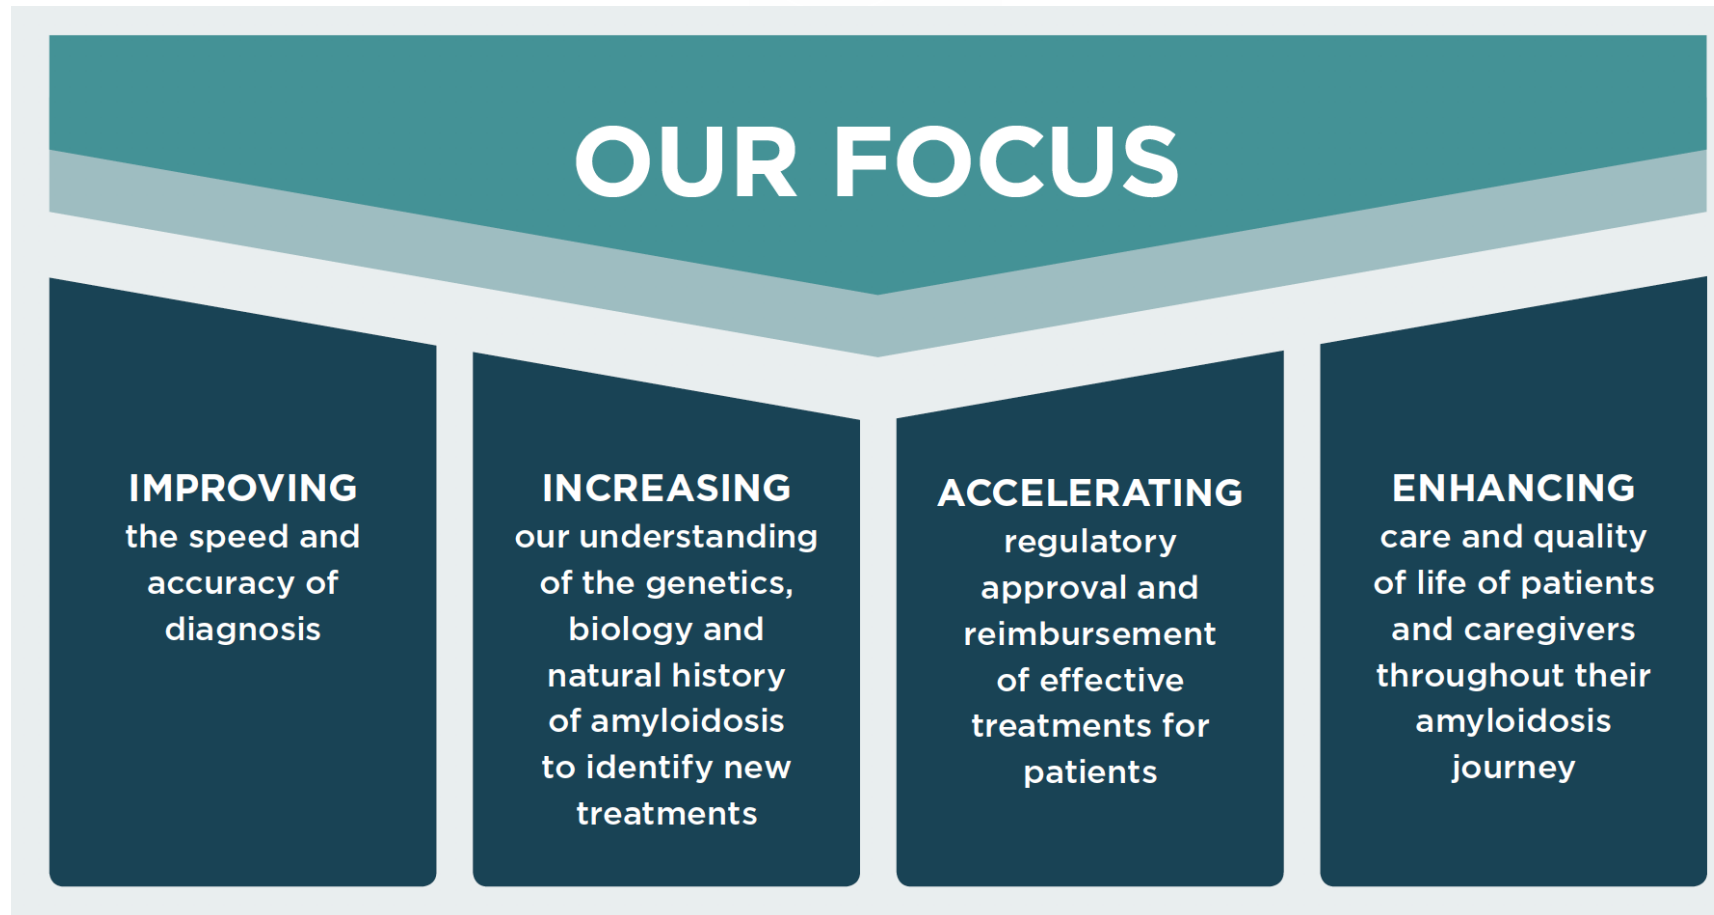 OUR FOCUS
IMPROVING
the speed and
accuracy of
diagnosis
INCREASING
our understanding
of the genetics,
biology and
natural history
of amyloidosis
to identify new
treatments
ACCELERATING
regulatory
approval and
reimbursement
of effective
treatments for
patients
ENHANCING
care and quality
of life of patients
and caregivers
throughout their
amyloidosis
journey